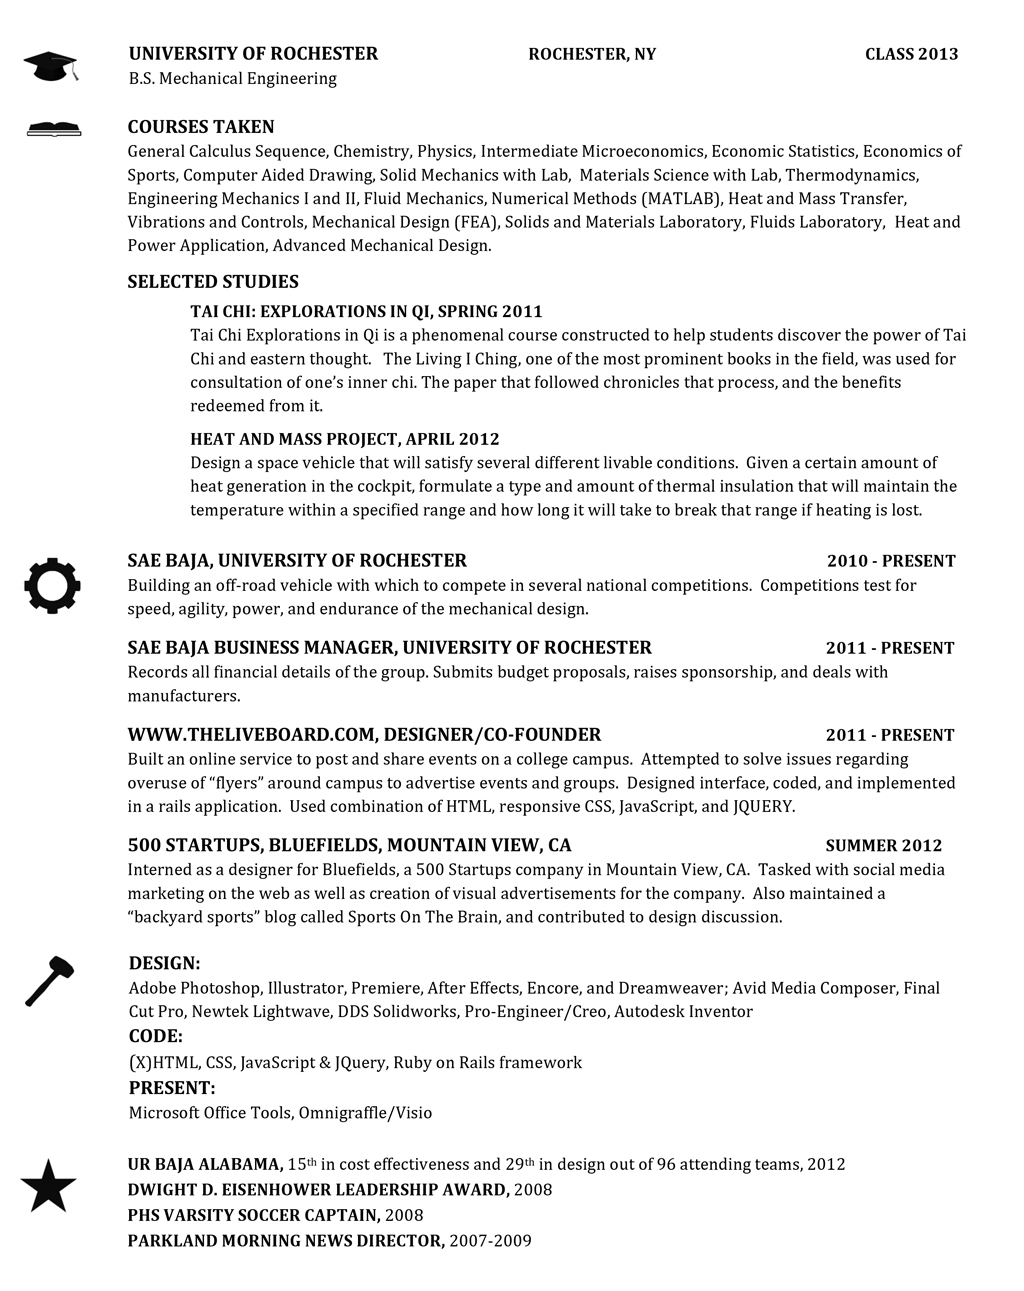 UNIVERSITY OF ROCHESTER ROCHESTER, NY CLASS 2013
B.S. Mechanical Engineering
COURSES TAKEN
General Calculus Sequence, Chemistry, Physics, Intermediate Microeconomics, Economic Statistics, Economics of
Sports, Computer Aided Drawing, Solid Mechanics with Lab, Materials Science with Lab, Thermodynamics,
Engineering Mechanics I and II, Fluid Mechanics, Numerical Methods (MATLAB), Heat and Mass Transfer,
Vibrations and Controls, Mechanical Design (FEA), Solids and Materials Laboratory, Fluids Laboratory, Heat and
Power Application, Advanced Mechanical Design.
SELECTED STUDIES
TAI CHI: EXPLORATIONS IN QI, SPRING 2011
Tai Chi Explorations in Qi is a phenomenal course constructed to help students discover the power of Tai
Chi and eastern thought. The Living I Ching, one of the most prominent books in the field, was used for
consultation of one's inner chi. The paper that followed chronicles that process, and the benefits
redeemed from it.
HEAT AND MASS PROJECT, APRIL 2012
Design a space vehicle that will satisfy several different livable conditions. Given a certain amount of
heat generation in the cockpit, formulate a type and amount of thermal insulation that will maintain the
temperature within a specified range and how long it will take to break that range if heating is lost.
SAE BAJA, UNIVERSITY OF ROCHESTER 2010 - PRESENT
Building an off-road vehicle with which to compete in several national competitions. Competitions test for
speed, agility, power, and endurance of the mechanical design.
SAE BAJA BUSINESS MANAGER, UNIVERSITY OF ROCHESTER 2011 - PRESENT
Records all financial details of the group. Submits budget proposals, raises sponsorship, and deals with
manufacturers.
WWW.THELIVEBOARD.COM, DESIGNER/CO-FOUNDER 2011 - PRESENT
Built an online service to post and share events on a college campus. Attempted to solve issues regarding
overuse of “flyers” around campus to advertise events and groups. Designed interface, coded, and implemented
in a rails application. Used combination of HTML, responsive CSS, JavaScript, and JQUERY.
500 STARTUPS, BLUEFIELDS, MOUNTAIN VIEW, CA SUMMER 2012
Interned as a designer for Bluefields, a 500 Startups company in Mountain View, CA. Tasked with social media
marketing on the web as well as creation of visual advertisements for the company. Also maintained a
“backyard sports” blog called Sports On The Brain, and contributed to design discussion.
DESIGN:
Adobe Photoshop, Illustrator, Premiere, After Effects, Encore, and Dreamweaver; Avid Media Composer, Final
Cut Pro, Newtek Lightwave, DDS Solidworks, Pro-Engineer/Creo, Autodesk Inventor
CODE:
(X)HTML, CSS, JavaScript & JQuery, Ruby on Rails framework
PRESENT:
Microsoft Office Tools, Omnigraffle/Visio
UR BAJA ALABAMA, 15th in cost effectiveness and 29th in design out of 96 attending teams, 2012
DWIGHT D. EISENHOWER LEADERSHIP AWARD, 2008
PHS VARSITY SOCCER CAPTAIN, 2008
PARKLAND MORNING NEWS DIRECTOR, 2007-2009